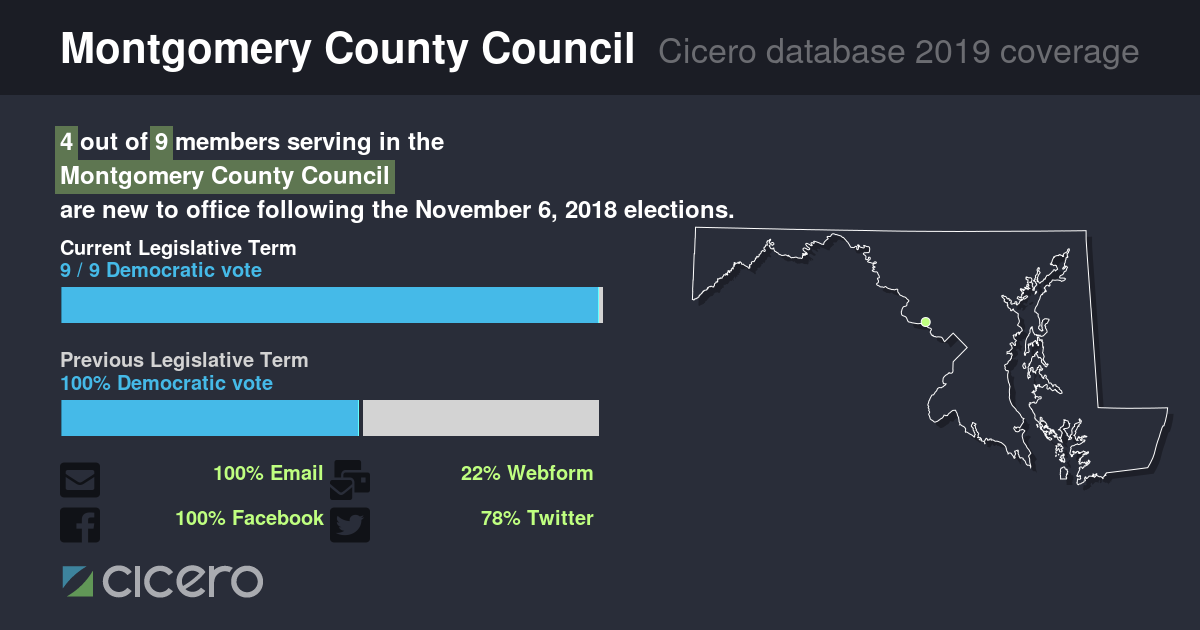 Montgomery County Council Cicero database 2019 coverage
4 out of 9 members serving in the
Montgomery County Council
are new to office following the November 6, 2018 elections.
Current Legislative Term
9 / 9 Democratic vote
Previous Legislative Term
100% Democratic vote
100% Email 22% Webform
100% Facebook 78% Twitter
cicero